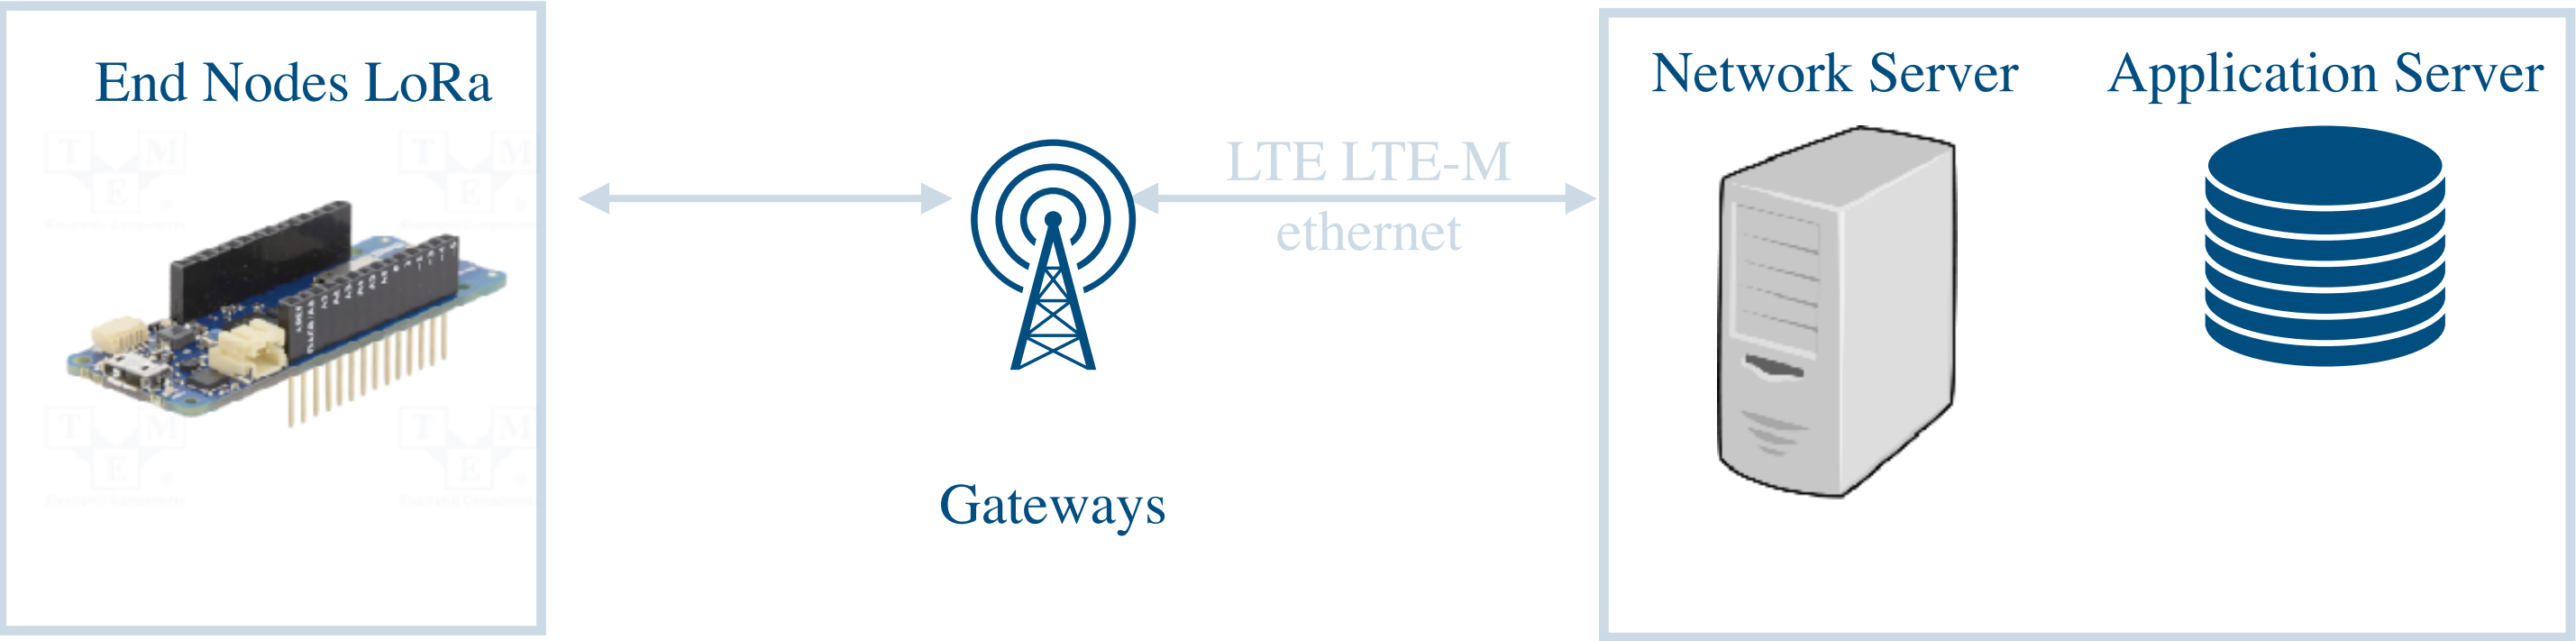 End Nodes LoRa
Gateways
LTE LTE-M
ethernet
Network Server
Application Server
T M
E
T M
E
T M
E
T M
E